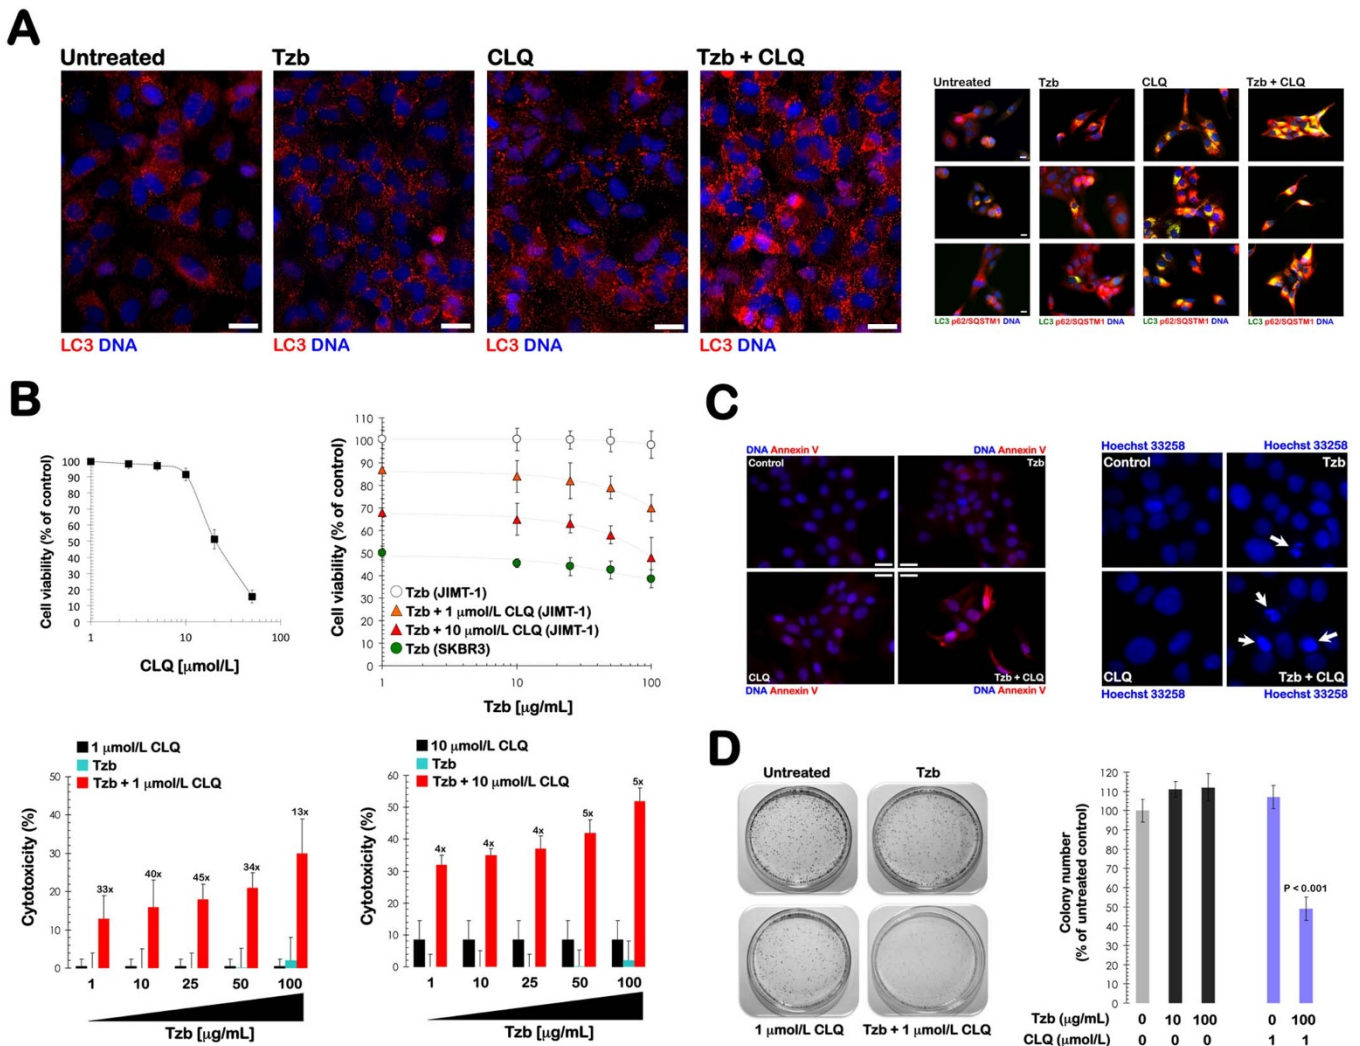 A
Untreated
Tzb
CLQ
Tzb + CLQ
LC3 DNA
LC3 DNA
LC3 DNA
LC3 DNA
Untreated
Tzb
CLQ
Tzb + CLQ
LC3 p62/SQSTM1 DNA
LC3 p62/SQSTM1 DNA
LC3 p62/SQSTM1 DNA
LC3 p62/SQSTM1 DNA
B
Cell viability (% of control)
100
90
80
70
60
50
40
30
20
10
0
1
10
100
CLQ [μmol/L]
Cell viability (% of control)
110
100
90
80
70
60
50
40
30
20
10
0
Tzb (JIMT-1)
Tzb + 1 μmol/L CLQ (JIMT-1)
Tzb + 10 μmol/L CLQ (JIMT-1)
Tzb (SKBR3)
1
10
100
Tzb [μg/mL]
1 μmol/L CLQ
Tzb
Tzb + 1 μmol/L CLQ
Cytotoxicity (%)
50
40
30
20
10
0
33x
40x
45x
34x
13x
1
10
25
50
100
Tzb [μg/mL]
10 μmol/L CLQ
Tzb
Tzb + 10 μmol/L CLQ
Cytotoxicity (%)
60
50
40
30
20
10
0
4x
4x
4x
5x
5x
1
10
25
50
100
Tzb [μg/mL]
C
DNA Annexin V
DNA Annexin V
Control
Tzb
CLQ
Tzb + CLQ
DNA Annexin V
DNA Annexin V
Hoechst 33258
Hoechst 33258
Control
Tzb
CLQ
Tzb + CLQ
Hoechst 33258
Hoechst 33258
D
Untreated
Tzb
1 μmol/L CLQ
Tzb + 1 μmol/L CLQ
Colony number
(% of untreated control)
120
110
100
90
80
70
60
50
40
30
20
10
0
P < 0.001
Tzb (μg/mL)
0
10
100
0
100
CLQ (μmol/L)
0
0
0
1
1